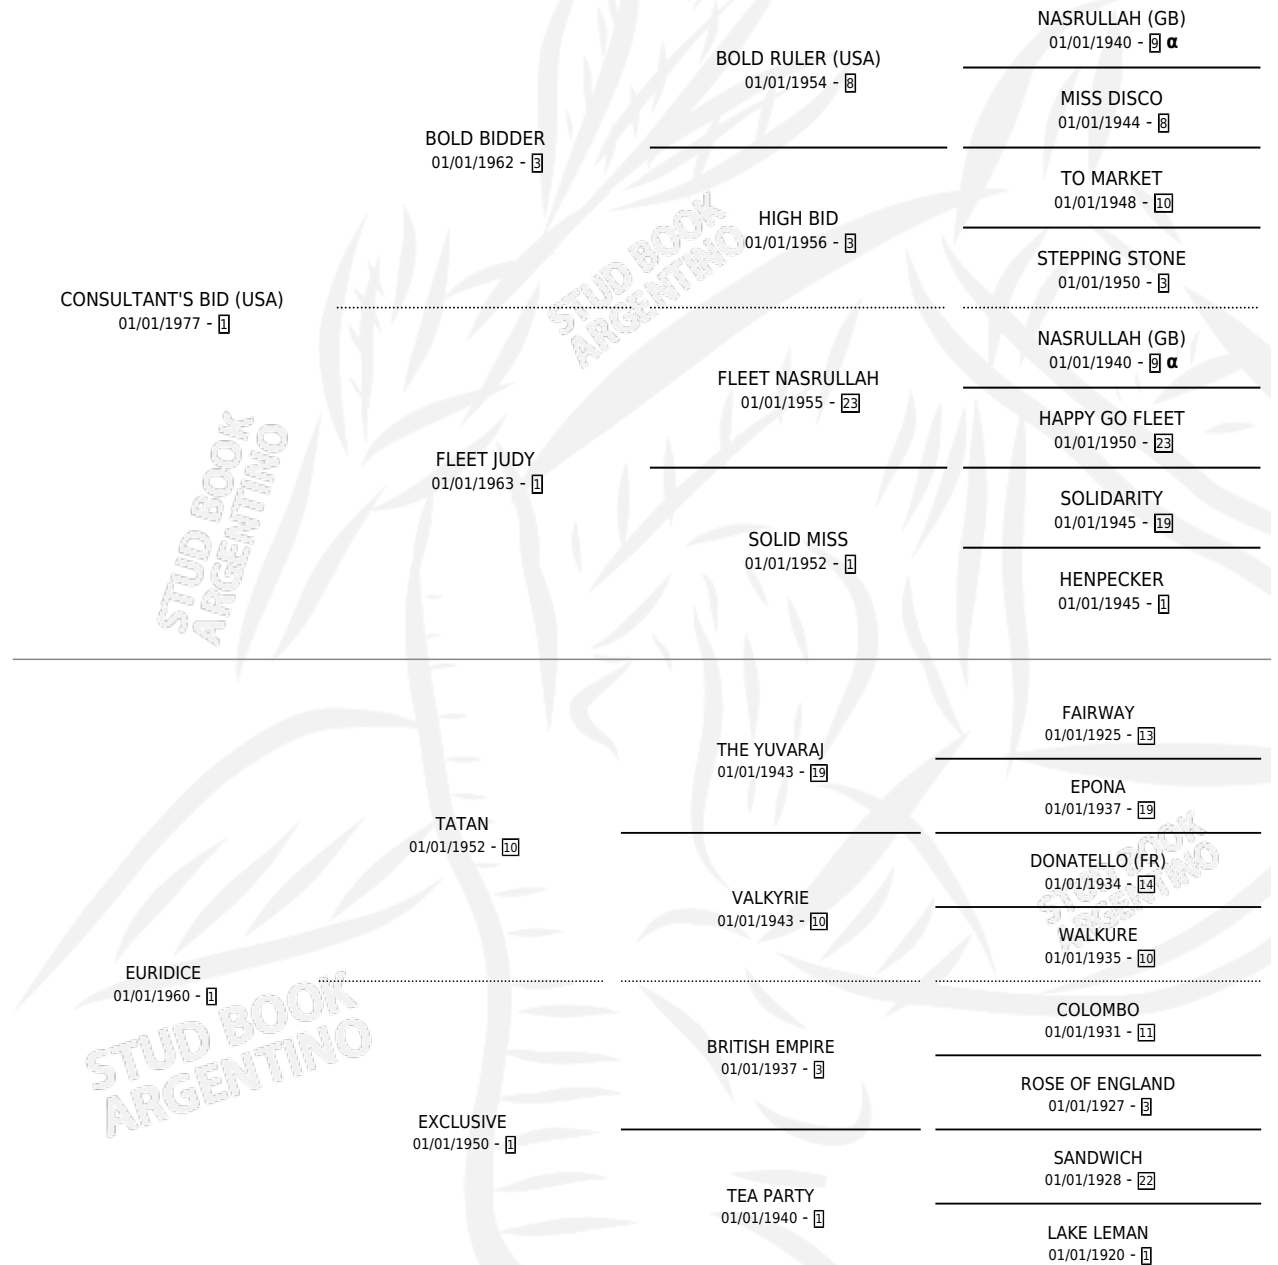 NASRULLAH (GB)
01/01/1940 - 9 α
BOLD RULER (USA)
01/01/1954 - 8
MISS DISCO
01/01/1944 - 8
BOLD BIDDER
01/01/1962 - 3
TO MARKET
01/01/1948 - 10
HIGH BID
01/01/1956 - 3
STEPPING STONE
01/01/1950 - 3
CONSULTANT'S BID (USA)
01/01/1977 - 1
NASRULLAH (GB)
01/01/1940 - 9 α
FLEET NASRULLAH
01/01/1955 - 23
HAPPY GO FLEET
01/01/1950 - 23
FLEET JUDY
01/01/1963 - 1
SOLIDARITY
01/01/1945 - 19
SOLID MISS
01/01/1952 - 1
HENPECKER
01/01/1945 - 1
FAIRWAY
01/01/1925 - 13
THE YUVARAJ
01/01/1943 - 19
EPONA
01/01/1937 - 19
TATAN
01/01/1952 - 10
DONATELLO (FR)
01/01/1934 - 14
VALKYRIE
01/01/1943 - 10
WALKURE
01/01/1935 - 10
EURIDICE
01/01/1960 - 1
COLOMBO
01/01/1931 - 11
BRITISH EMPIRE
01/01/1937 - 3
ROSE OF ENGLAND
01/01/1927 - 3
EXCLUSIVE
01/01/1950 - 1
SANDWICH
01/01/1928 - 22
TEA PARTY
01/01/1940 - 1
LAKE LEMAN
01/01/1920 - 1
STUD BOOK
ARGENTINO
STUD BOOK
ARGENTINO
STUD BOOK
ARGENTINO
STUD BOOK
ARGENTINO